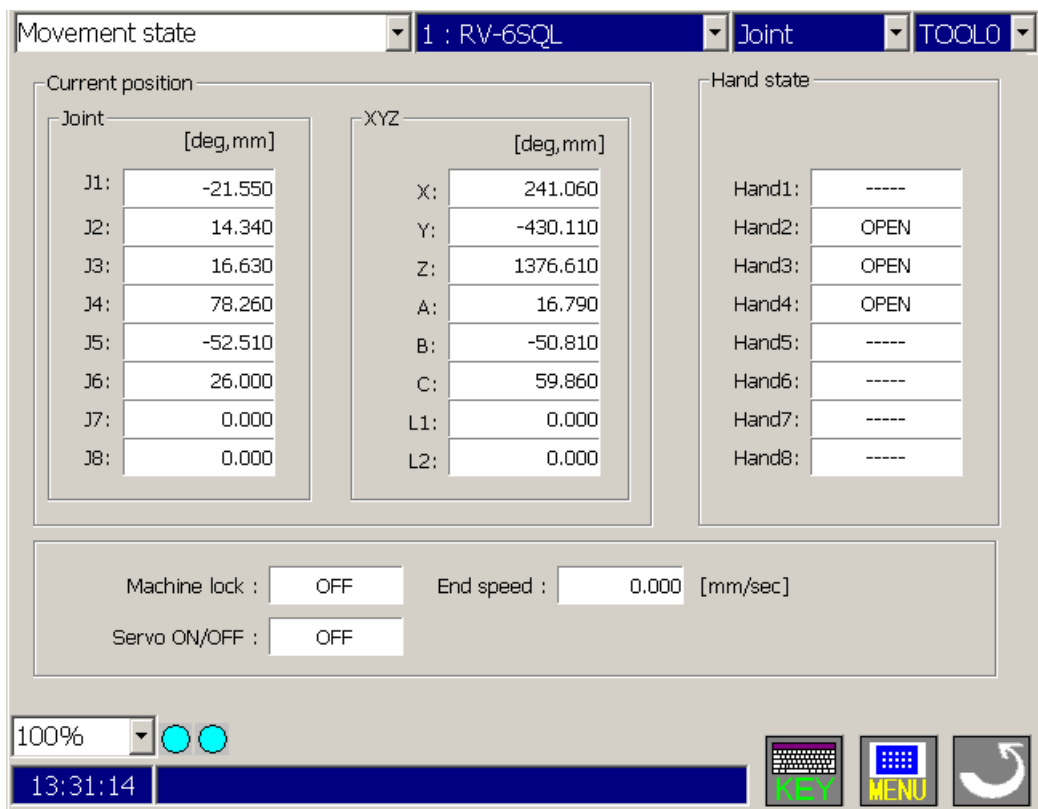 Movement state 1 : RV-6SQL Joint TOOL0
Current position
Joint
[deg,mm]
J1: -21.550
J2: 14.340
J3: 16.630
J4: 78.260
J5: -52.510
J6: 26.000
J7: 0.000
J8: 0.000
XYZ
[deg,mm]
X: 241.060
Y: -430.110
Z: 1376.610
A: 16.790
B: -50.810
C: 59.860
L1: 0.000
L2: 0.000
Hand state
Hand1: -----
Hand2: OPEN
Hand3: OPEN
Hand4: OPEN
Hand5: -----
Hand6: -----
Hand7: -----
Hand8: -----
Machine lock : OFF End speed : 0.000 [mm/sec]
Servo ON/OFF : OFF
100%
13:31:14
KEY
MENU